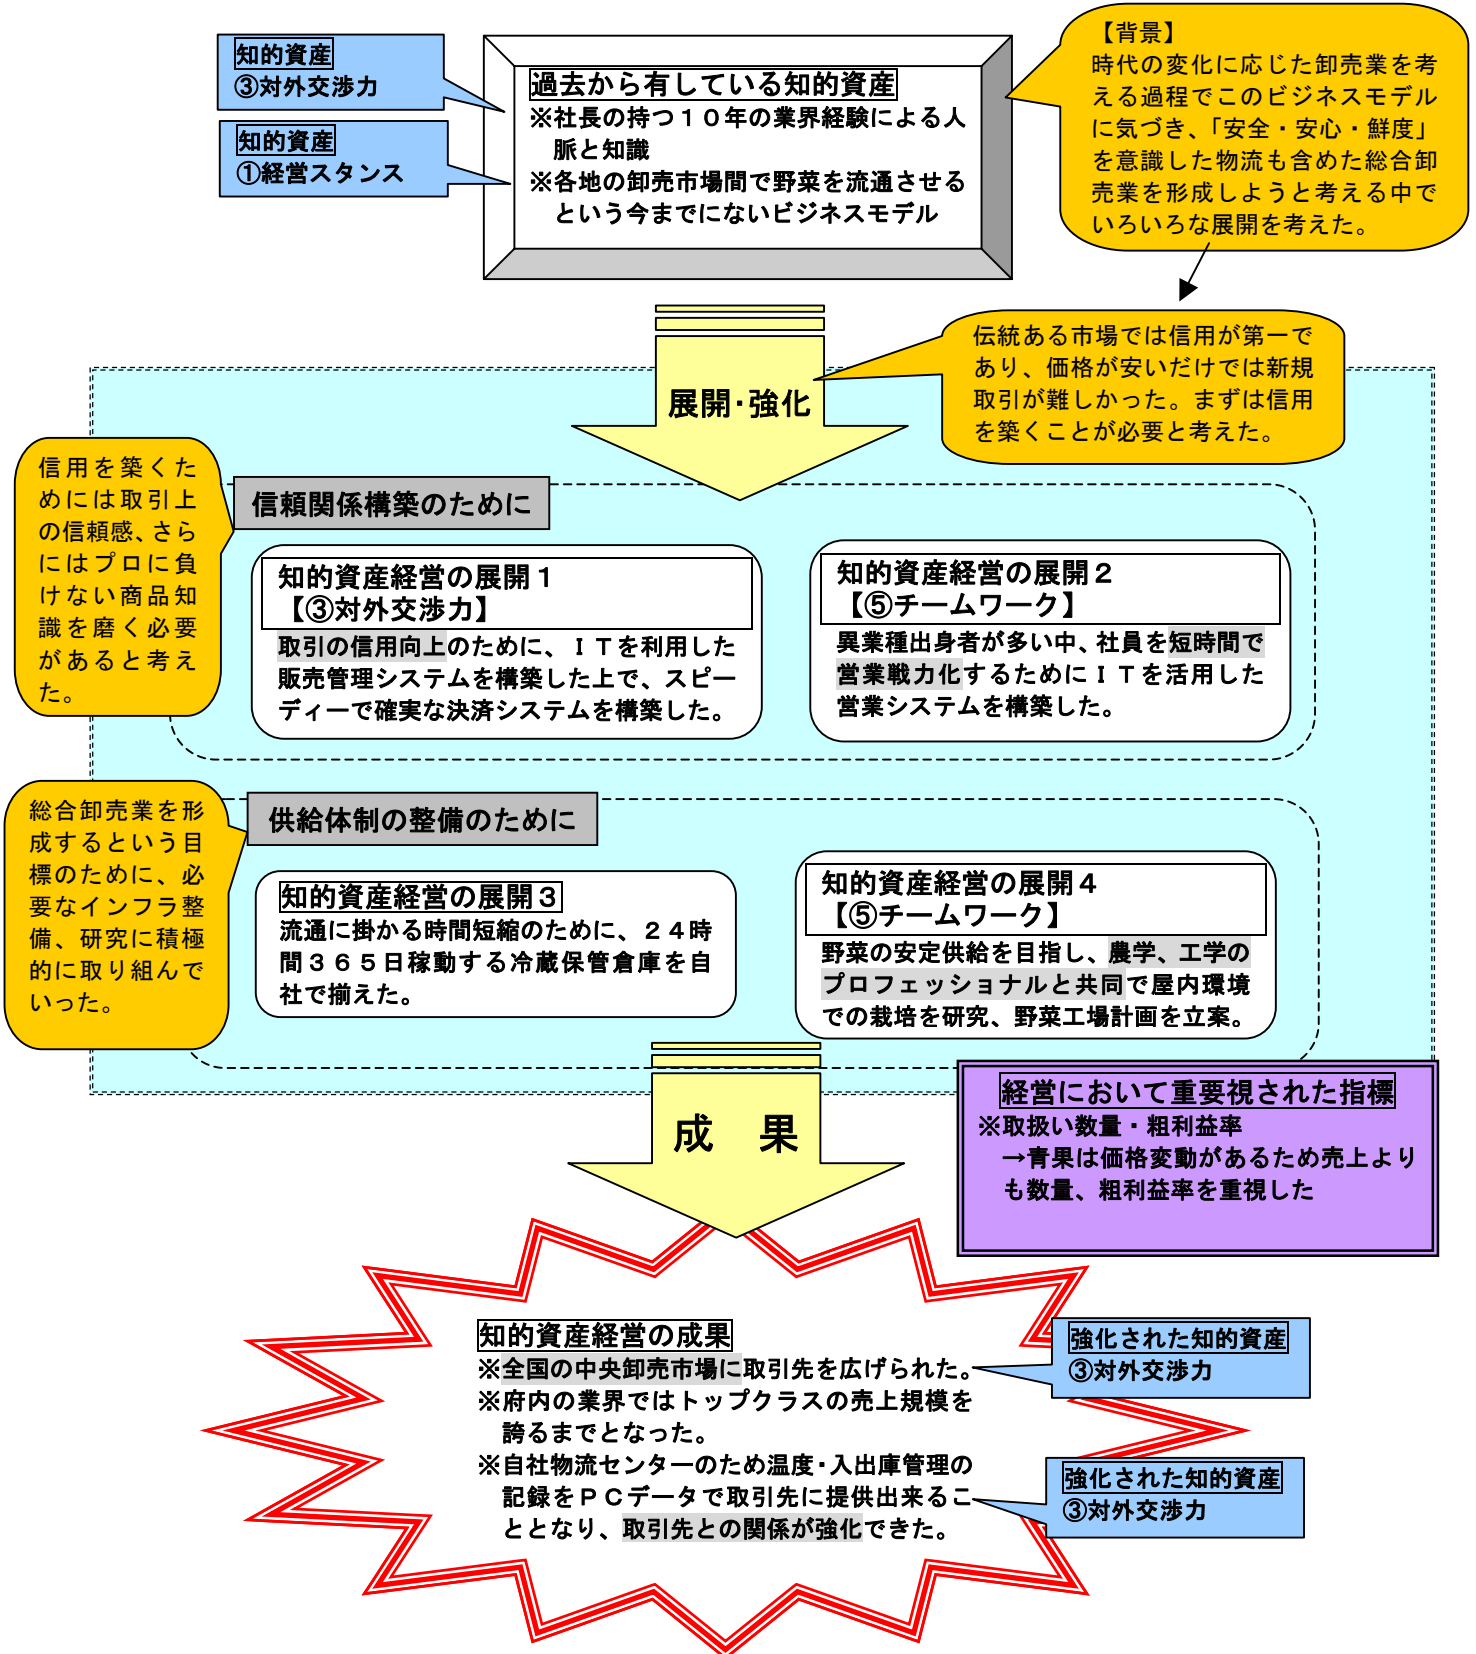 知的資産
③対外交渉力
知的資産
①経営スタンス
過去から有している知的資産
※社長の持つ１０年の業界経験による人
脈と知識
※各地の卸売市場間で野菜を流通させる
という今までにないビジネスモデル
【背景】
時代の変化に応じた卸売業を考
える過程でこのビジネスモデル
に気づき、「安全・安心・鮮度」
を意識した物流も含めた総合卸
売業を形成しようと考える中で
いろいろな展開を考えた。
展開・強化
伝統ある市場では信用が第一で
あり、価格が安いだけでは新規
取引が難しかった。まずは信用
を築くことが必要と考えた。
信用を築くた
めには取引上
の信頼感、さら
にはプロに負
けない商品知
識を磨く必要
があると考え
た。
信頼関係構築のために
知的資産経営の展開１
【③対外交渉力】
取引の信用向上のために、ＩＴを利用した
販売管理システムを構築した上で、スピー
ディーで確実な決済システムを構築した。
知的資産経営の展開２
【⑤チームワーク】
異業種出身者が多い中、社員を短時間で
営業戦力化するためにＩＴを活用した
営業システムを構築した。
総合卸売業を形
成するという目
標のために、必
要なインフラ整
備、研究に積極
的に取り組んで
いった。
供給体制の整備のために
知的資産経営の展開３
流通に掛かる時間短縮のために、２４時
間３６５日稼動する冷蔵保管倉庫を自
社で揃えた。
知的資産経営の展開４
【⑤チームワーク】
野菜の安定供給を目指し、農学、工学の
プロフェッショナルと共同で屋内環境
での栽培を研究、野菜工場計画を立案。
成　果
経営において重要視された指標
※取扱い数量・粗利益率
→青果は価格変動があるため売上より
も数量、粗利益率を重視した
知的資産経営の成果
※全国の中央卸売市場に取引先を広げられた。
※府内の業界ではトップクラスの売上規模を
誇るまでとなった。
※自社物流センターのため温度・入出庫管理の
記録をＰＣデータで取引先に提供出来るこ
ととなり、取引先との関係が強化できた。
強化された知的資産
③対外交渉力
強化された知的資産
③対外交渉力